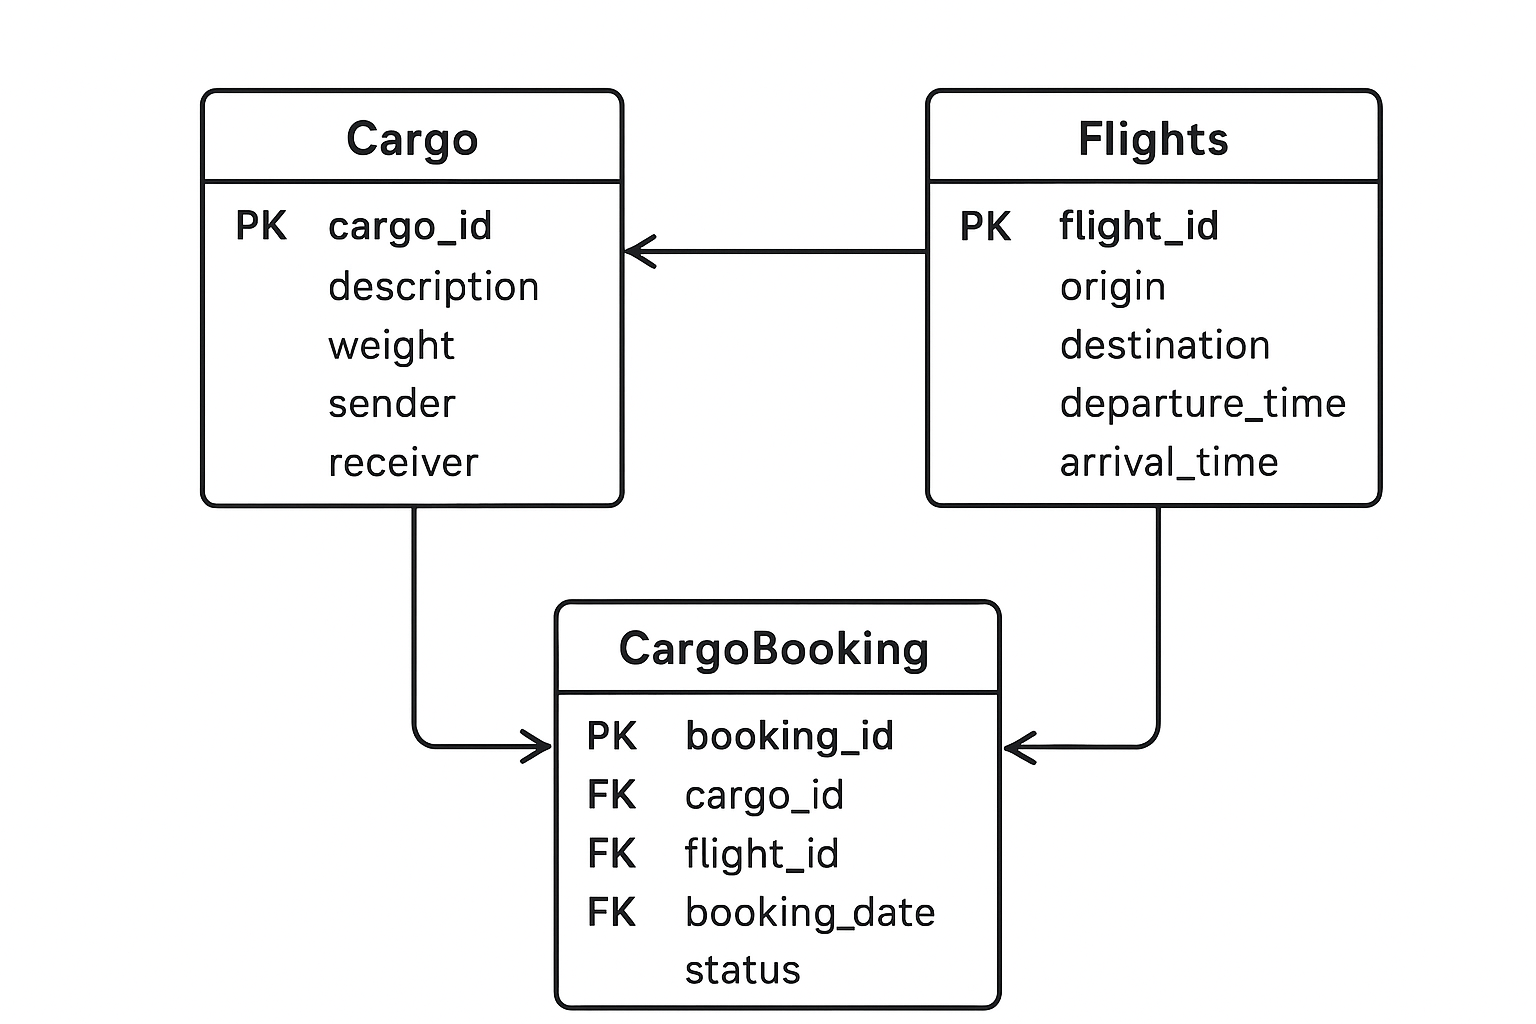 Cargo
PK cargo_id
description
weight
sender
receiver
Flights
PK flight_id
origin
destination
departure_time
arrival_time
CargoBooking
PK booking_id
FK cargo_id
FK flight_id
FK booking_date
status